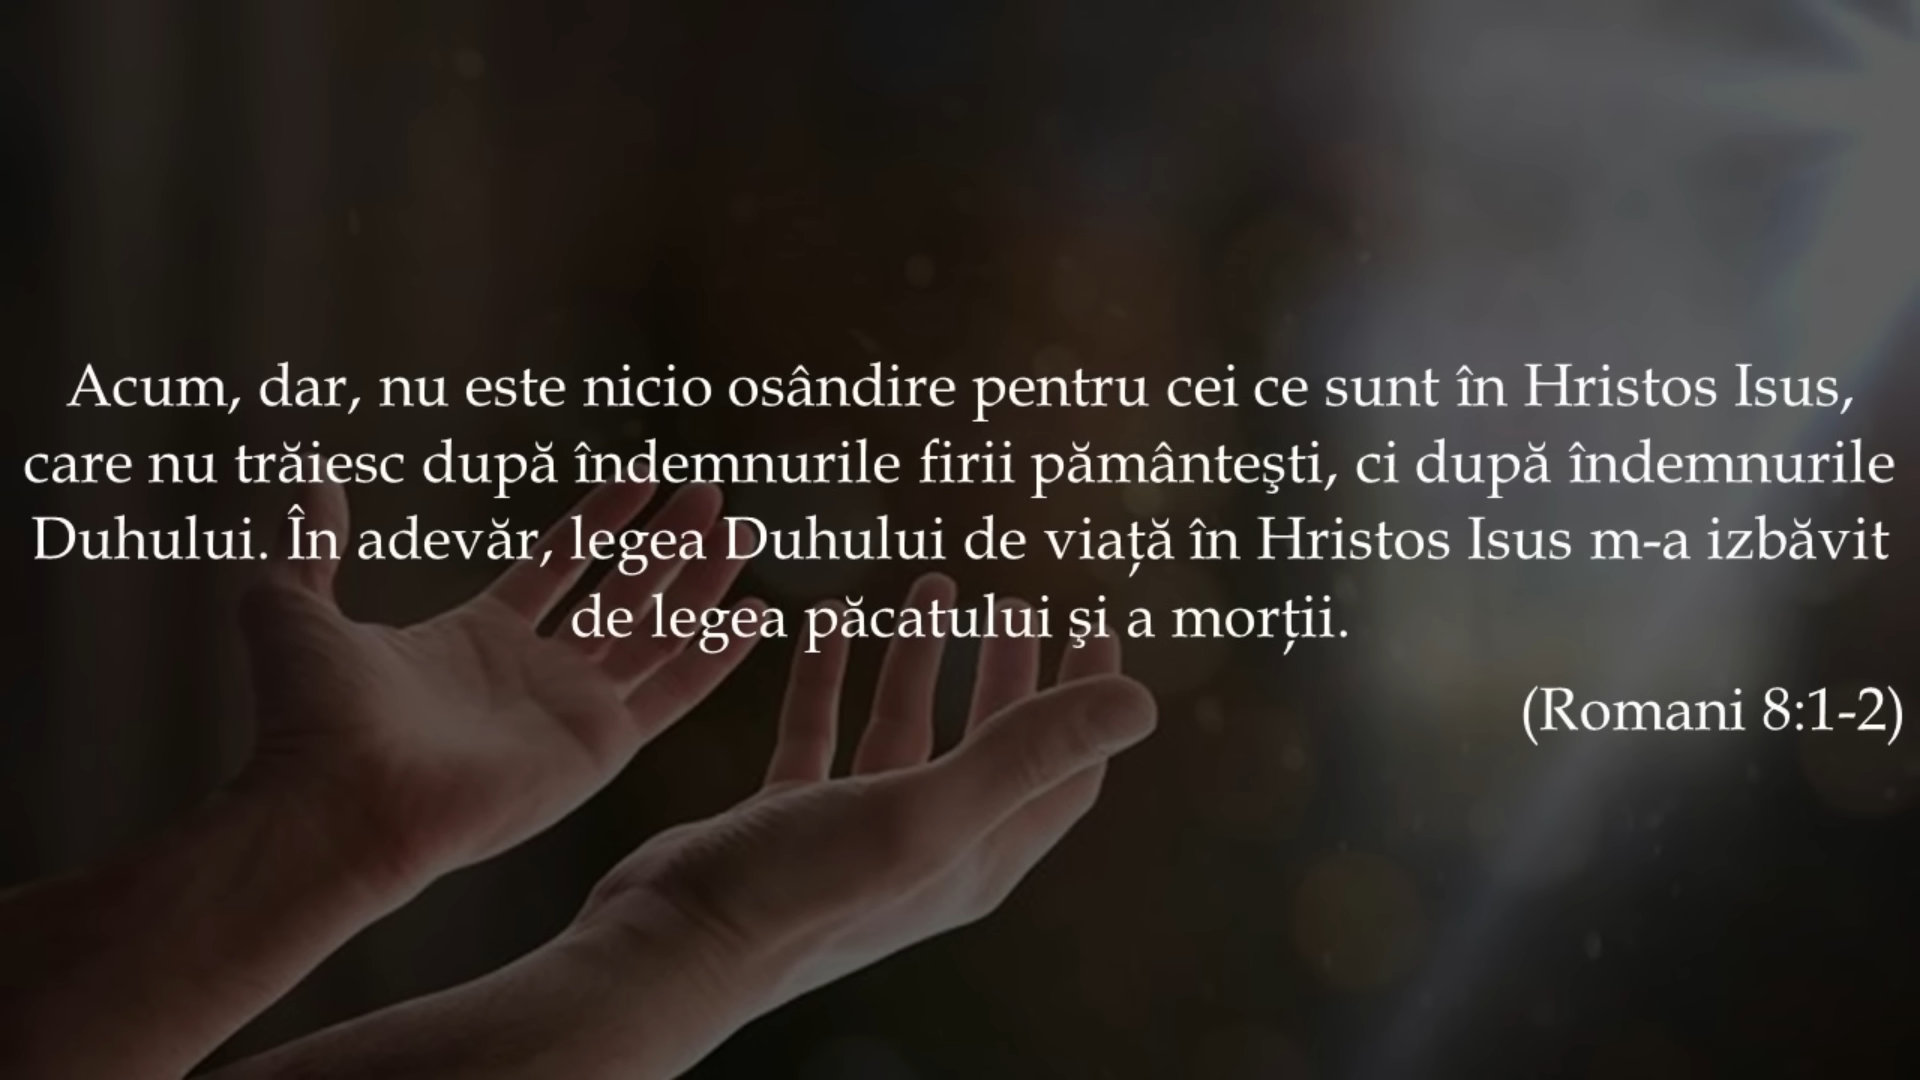 Acum, dar, nu este nicio osândire pentru cei ce sunt în Hristos Isus,
care nu trăiesc după îndemnurile firii pământeşti, ci după îndemnurile
Duhului. În adevăr, legea Duhului de viaţă în Hristos Isus m-a izbăvit
de legea păcatului şi a morţii.
(Romani 8:1-2)